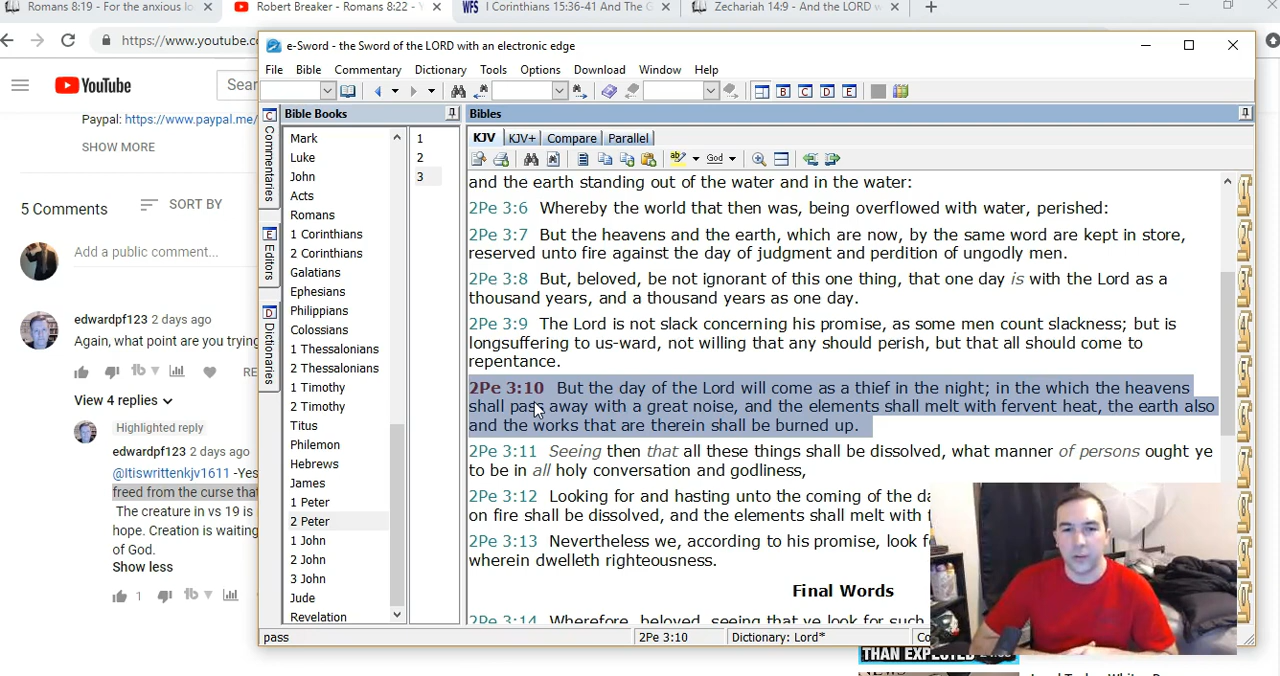 Romans 8:19 - For the anxious lo
Robert Breaker - Romans 8:22 -
I Corinthians 15:36-41 And The G
Zechariah 14:9 - And the LORD w
https://www.youtube.c
YouTube
Sear
Paypal: https://www.paypal.me/
SHOW MORE
5 Comments
SORT BY
Add a public comment...
edwardpf123 2 days ago
Again, what point are you trying
RE
View 4 replies
Highlighted reply
edwardpf123 2 days ago
@Itiswrittenkjv1611 -Yes
freed from the curse that
The creature in vs 19 is
hope. Creation is waiting
of God.
Show less
1
e-Sword - the Sword of the LORD with an electronic edge
File Bible Commentary Dictionary Tools Options Download Window Help
Bible Books
Bibles
Commentaries
Editors
Dictionaries
Mark
Luke
John
Acts
Romans
1 Corinthians
2 Corinthians
Galatians
Ephesians
Philippians
Colossians
1 Thessalonians
2 Thessalonians
1 Timothy
2 Timothy
Titus
Philemon
Hebrews
James
1 Peter
2 Peter
1 John
2 John
3 John
Jude
Revelation
1
2
3
KJV KJV+ Compare Parallel
God
and the earth standing out of the water and in the water:
2Pe 3:6 Whereby the world that then was, being overflowed with water, perished:
2Pe 3:7 But the heavens and the earth, which are now, by the same word are kept in store,
reserved unto fire against the day of judgment and perdition of ungodly men.
2Pe 3:8 But, beloved, be not ignorant of this one thing, that one day is with the Lord as a
thousand years, and a thousand years as one day.
2Pe 3:9 The Lord is not slack concerning his promise, as some men count slackness; but is
longsuffering to us-ward, not willing that any should perish, but that all should come to
repentance.
2Pe 3:10 But the day of the Lord will come as a thief in the night; in the which the heavens
shall pass away with a great noise, and the elements shall melt with fervent heat, the earth also
and the works that are therein shall be burned up.
2Pe 3:11 Seeing then that all these things shall be dissolved, what manner of persons ought ye
to be in all holy conversation and godliness,
2Pe 3:12 Looking for and hasting unto the coming of the da
on fire shall be dissolved, and the elements shall melt with f
2Pe 3:13 Nevertheless we, according to his promise, look f
wherein dwelleth righteousness.
Final Words
2Pe 3:14 Wherefore, beloved, seeing that ye look for such
pass
2Pe 3:10
Dictionary: Lord*
Co
THAN EXPECTED